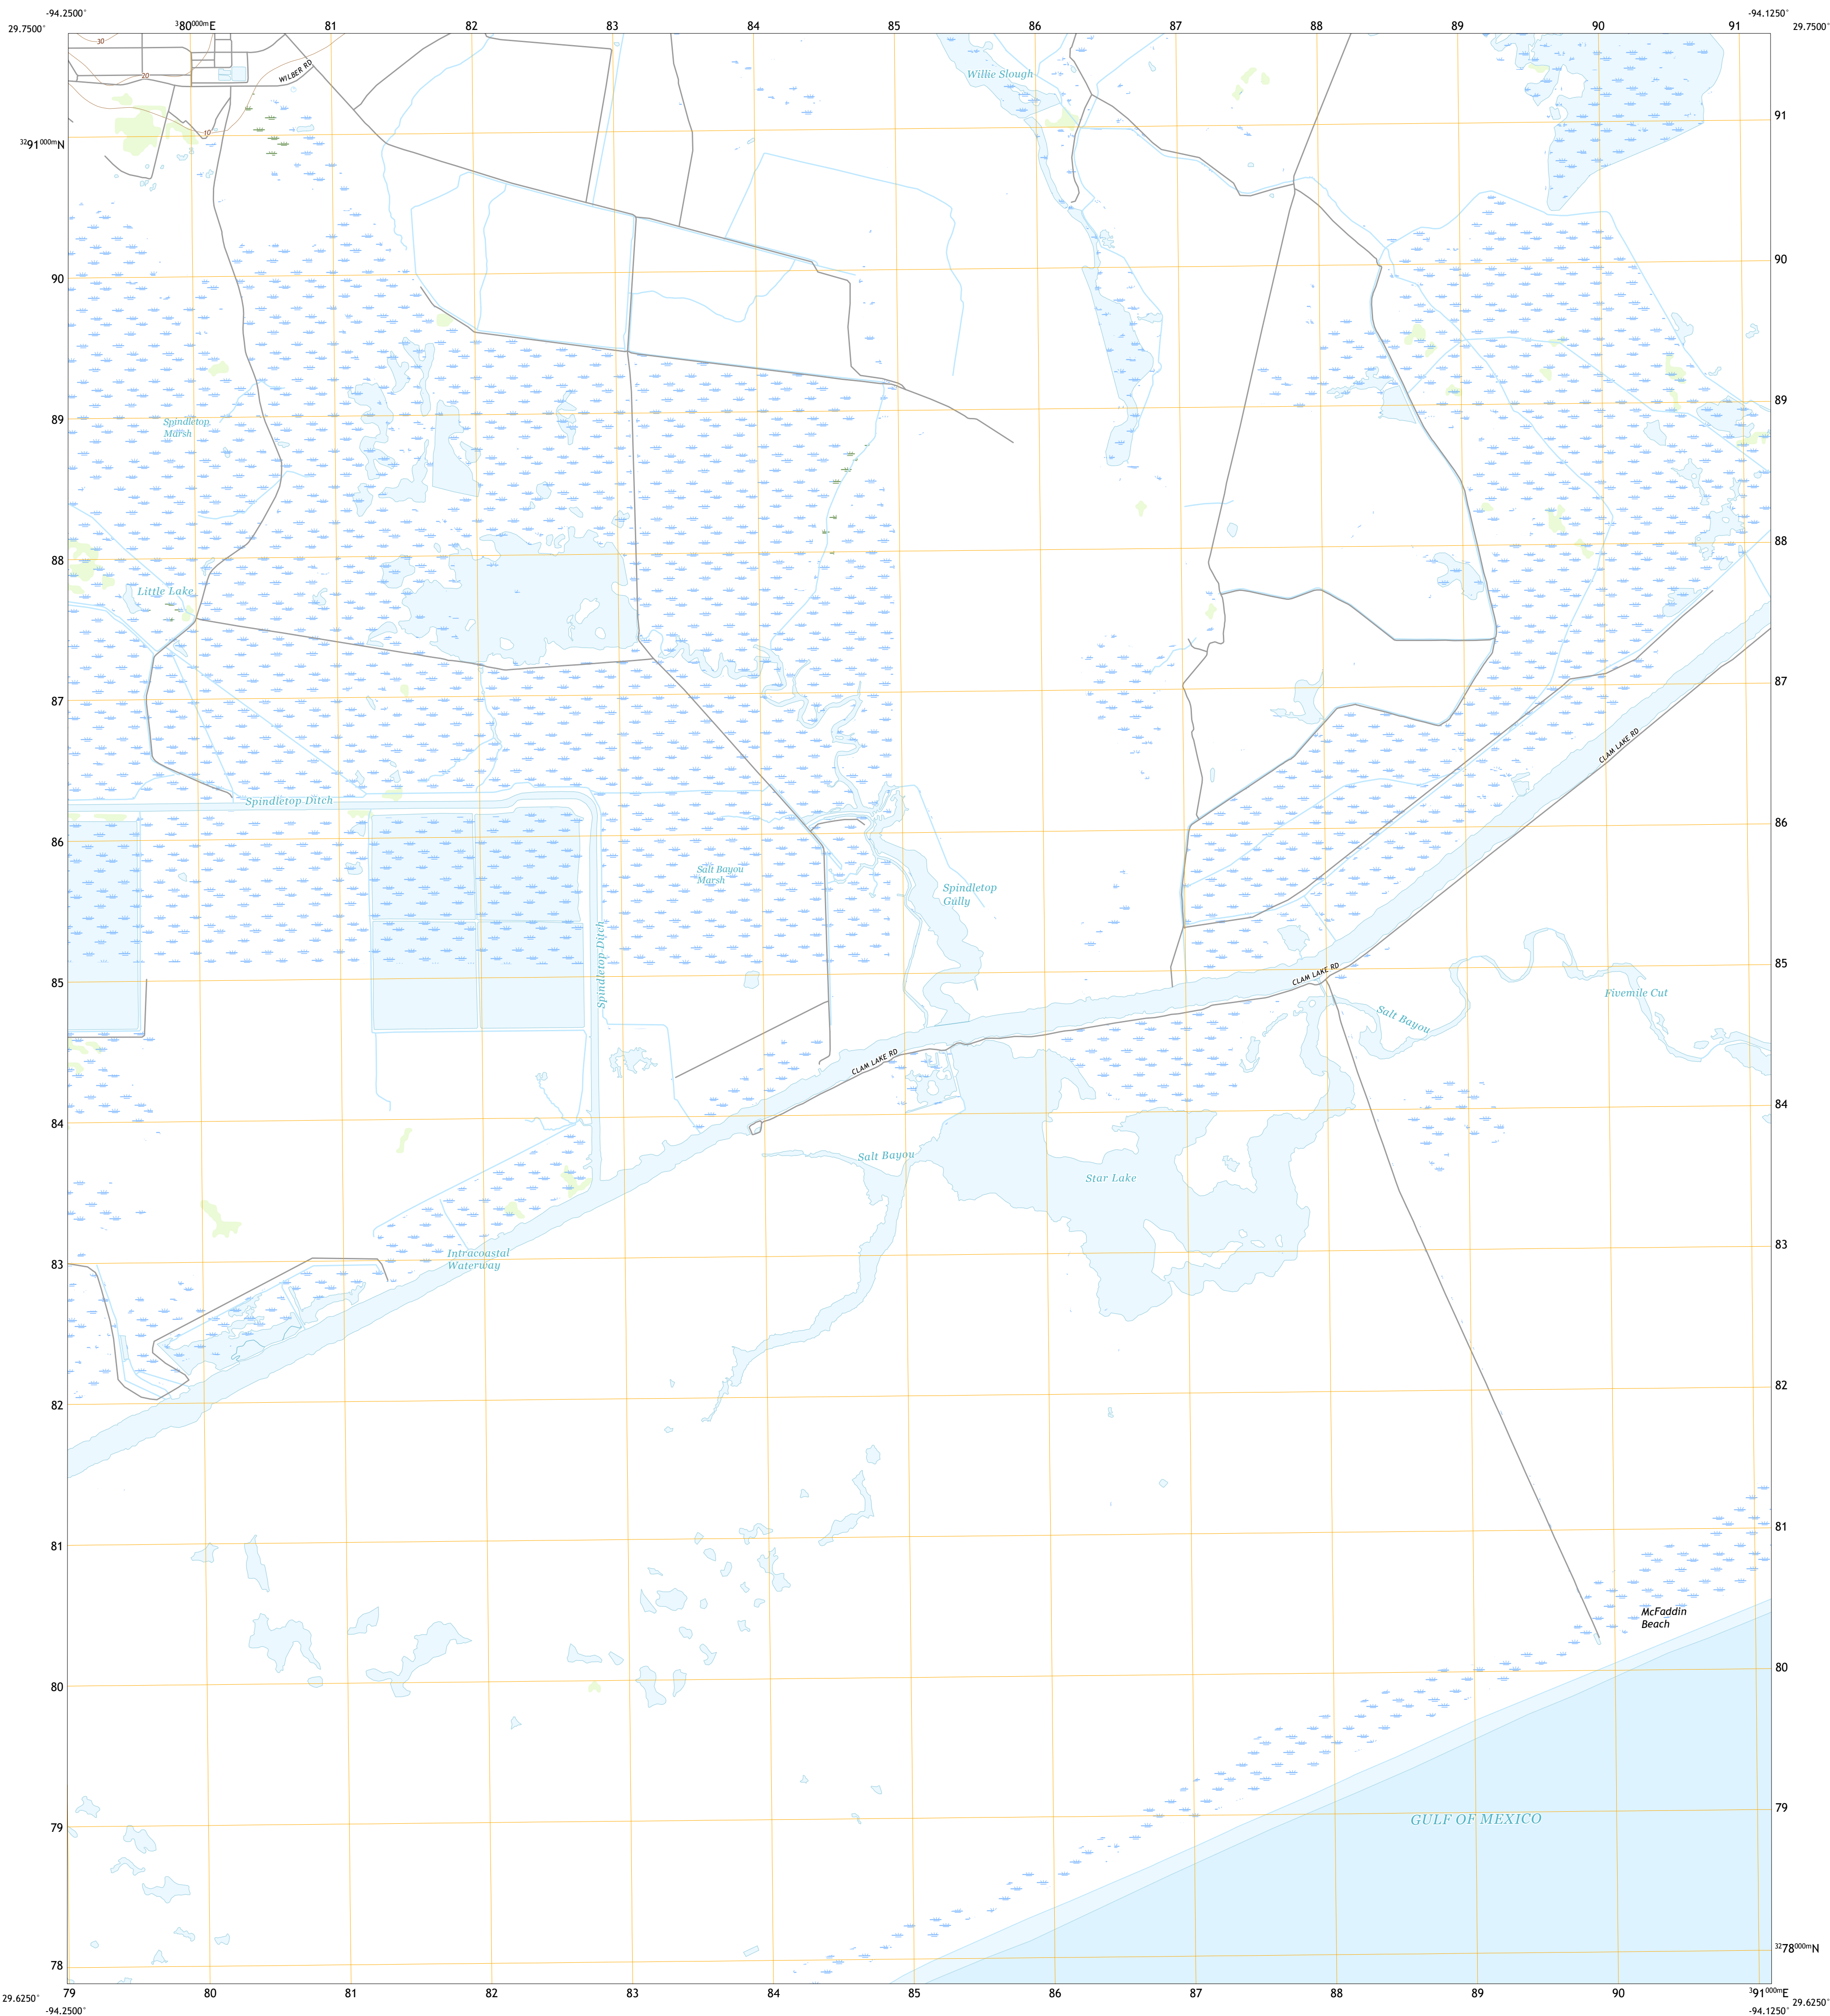 -94.2500°
-94.1250°
29.7500°
³80⁰⁰⁰ᵐE
81
82
83
84
85
86
87
88
89
90
91
29.7500°
30
WILBER RD
Willie Slough
20
10
³²91⁰⁰⁰ᵐN
91
90
90
89
89
Spindletop
Marsh
88
88
Little Lake
87
87
CLAM LAKE RD
Spindletop Ditch
86
86
Salt Bayou
Marsh
Spindletop
Gully
Spindletop Ditch
85
85
CLAM LAKE RD
Fivemile Cut
Salt Bayou
CLAM LAKE RD
84
84
Salt Bayou
Star Lake
83
83
Intracoastal
Waterway
82
82
81
81
McFaddin
Beach
80
80
79
79
GULF OF MEXICO
78
³²78⁰⁰⁰ᵐN
29.6250°
79
80
81
82
83
84
85
86
87
88
89
90
³91⁰⁰⁰ᵐE
29.6250°
-94.2500°
-94.1250°